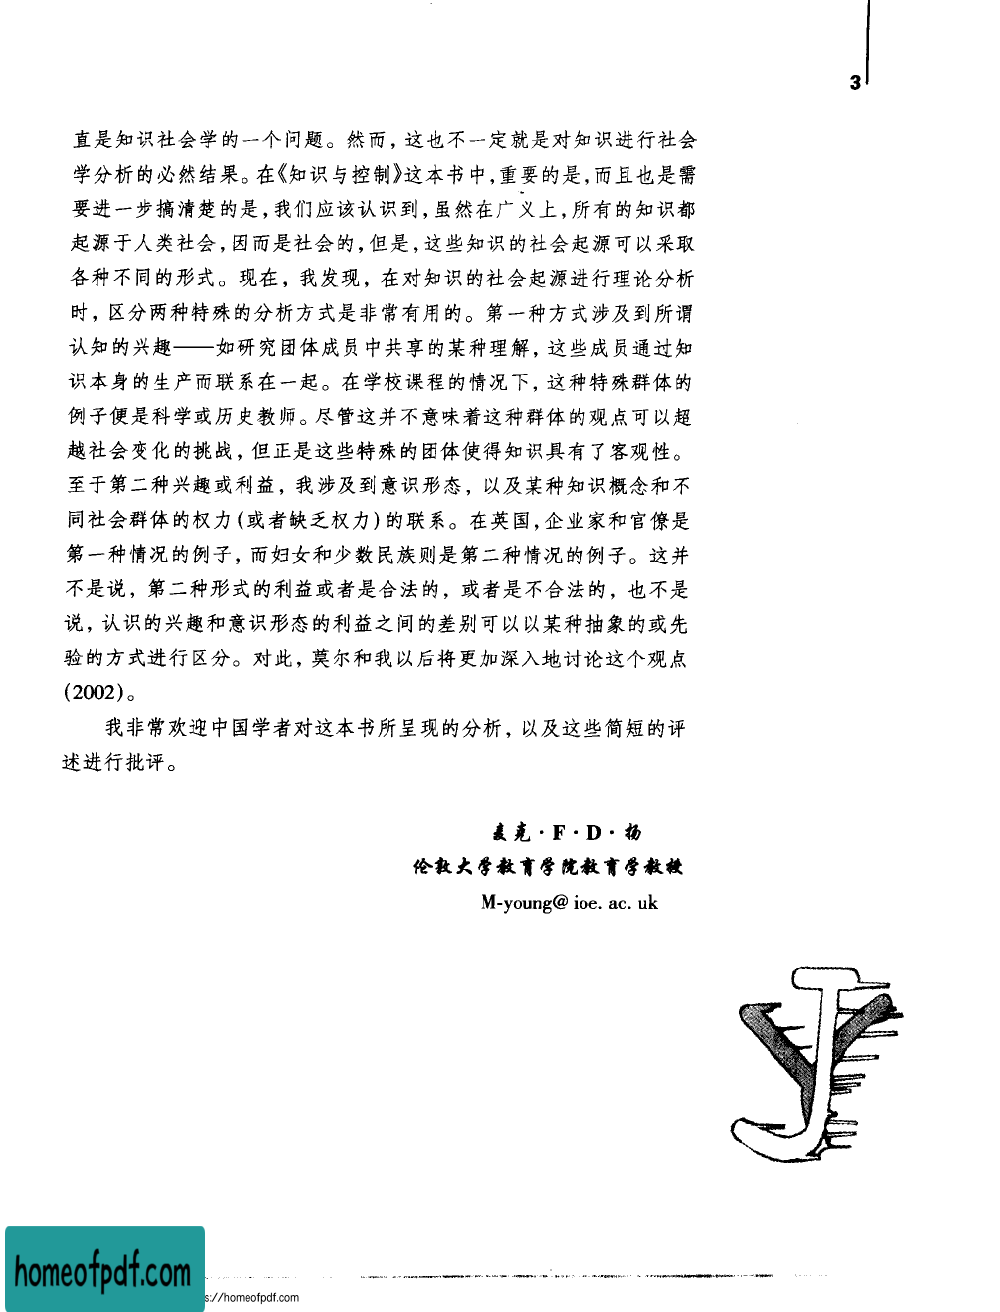 3
直是知识社会学的一个问题。然而，这也不一定就是对知识进行社会
学分析的必然结果。在《知识与控制》这本书中，重要的是，而且也是需
要进一步搞清楚的是，我们应该认识到，虽然在广义上，所有的知识都
起源于人类社会，因而是社会的，但是，这些知识的社会起源可以采取
各种不同的形式。现在，我发现，在对知识的社会起源进行理论分析
时，区分两种特殊的分析方式是非常有用的。第一种方式涉及到所谓
认知的兴趣——如研究团体成员中共享的某种理解，这些成员通过知
识本身的生产而联系在一起。在学校课程的情况下，这种特殊群体的
例子便是科学或历史教师。尽管这并不意味着这种群体的观点可以超
越社会变化的挑战，但正是这些特殊的团体使得知识具有了客观性。
至于第二种兴趣或利益，我涉及到意识形态，以及某种知识概念和不
同社会群体的权力（或者缺乏权力）的联系。在英国，企业家和官僚是
第一种情况的例子，而妇女和少数民族则是第二种情况的例子。这并
不是说，第二种形式的利益或者是合法的，或者是不合法的，也不是
说，认识的兴趣和意识形态的利益之间的差别可以以某种抽象的或先
验的方式进行区分。对此，莫尔和我以后将更加深入地讨论这个观点
(2002)。
我非常欢迎中国学者对这本书所呈现的分析，以及这些简短的评
述进行批评。
麦克·F·D·扬
伦敦大学教育学院教育学教授
M-young@ioe. ac. uk
homeofpdf.com
s://homeofpdf.com